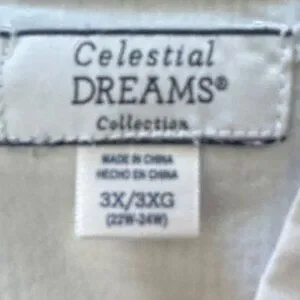 Celestial
DREAMS®
Collection
MADE IN CHINA
HECHO EN CHINA
3X/3XG
(22W-24W)